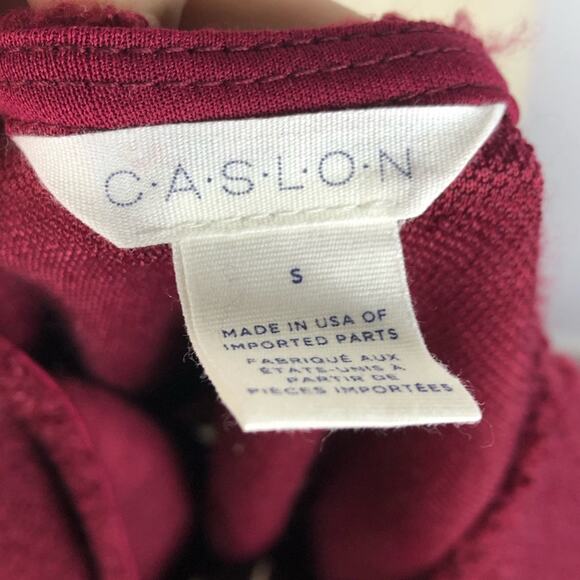 C·A·S·L·O·N
S
MADE IN USA OF
IMPORTED PARTS
FABRIQUÉ AUX
ÉTATS-UNIS À
PARTIR DE
PIÈCES IMPORTÉES